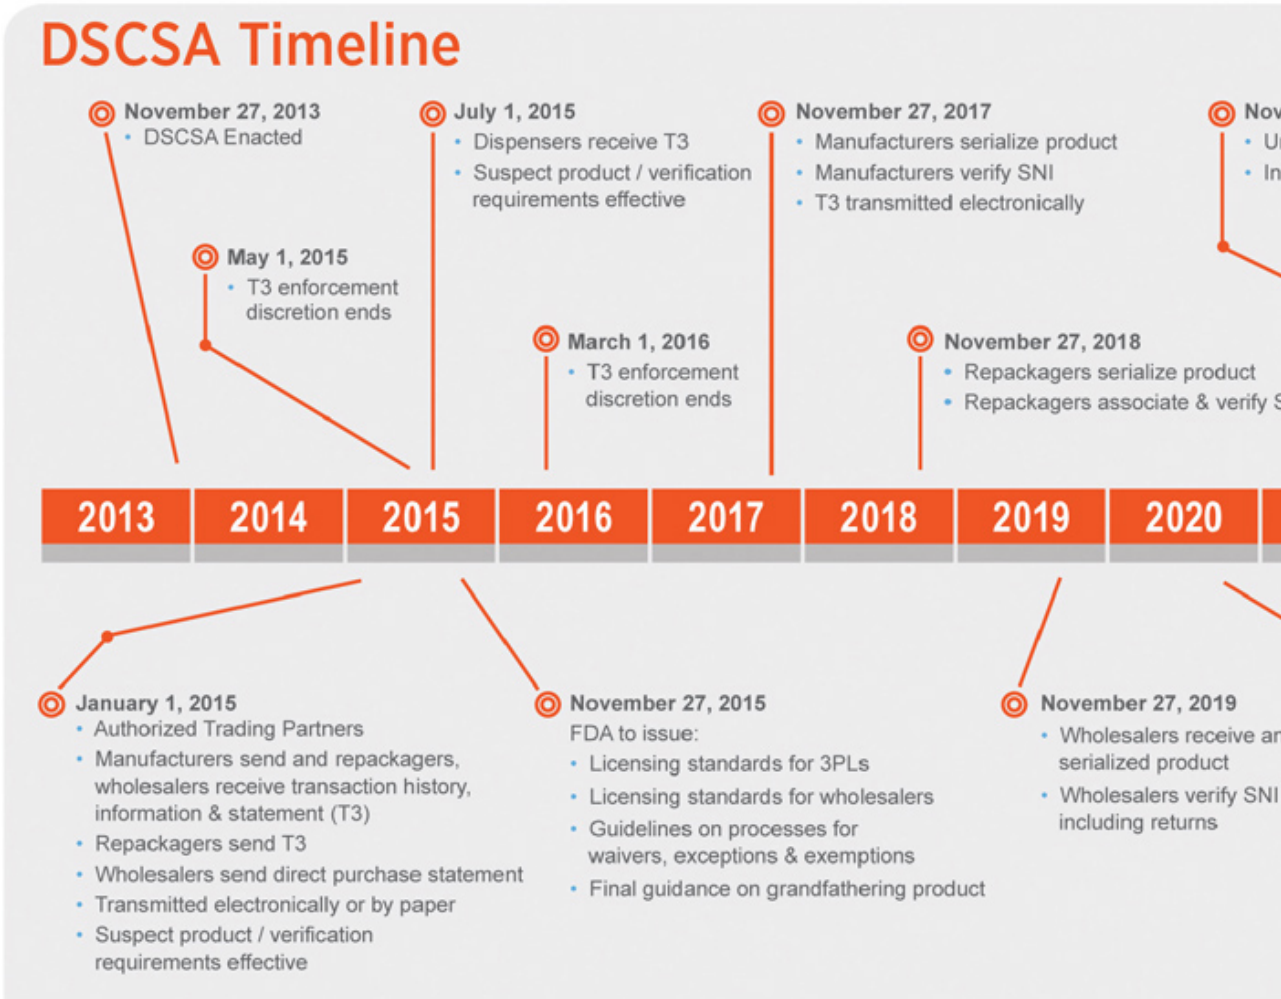 DSCSA Timeline
November 27, 2013
• DSCSA Enacted
July 1, 2015
• Dispensers receive T3
• Suspect product / verification
requirements effective
November 27, 2017
• Manufacturers serialize product
• Manufacturers verify SNI
• T3 transmitted electronically
May 1, 2015
• T3 enforcement
discretion ends
March 1, 2016
• T3 enforcement
discretion ends
November 27, 2018
• Repackagers serialize product
• Repackagers associate & verify
2013 2014 2015 2016 2017 2018 2019 2020
January 1, 2015
• Authorized Trading Partners
• Manufacturers send and repackagers,
wholesalers receive transaction history,
information & statement (T3)
• Repackagers send T3
• Wholesalers send direct purchase statement
• Transmitted electronically or by paper
• Suspect product / verification
requirements effective
November 27, 2015
FDA to issue:
• Licensing standards for 3PLs
• Licensing standards for wholesalers
• Guidelines on processes for
waivers, exceptions & exemptions
• Final guidance on grandfathering product
November 27, 2019
• Wholesalers receive
serialized product
• Wholesalers verify SNI
including returns